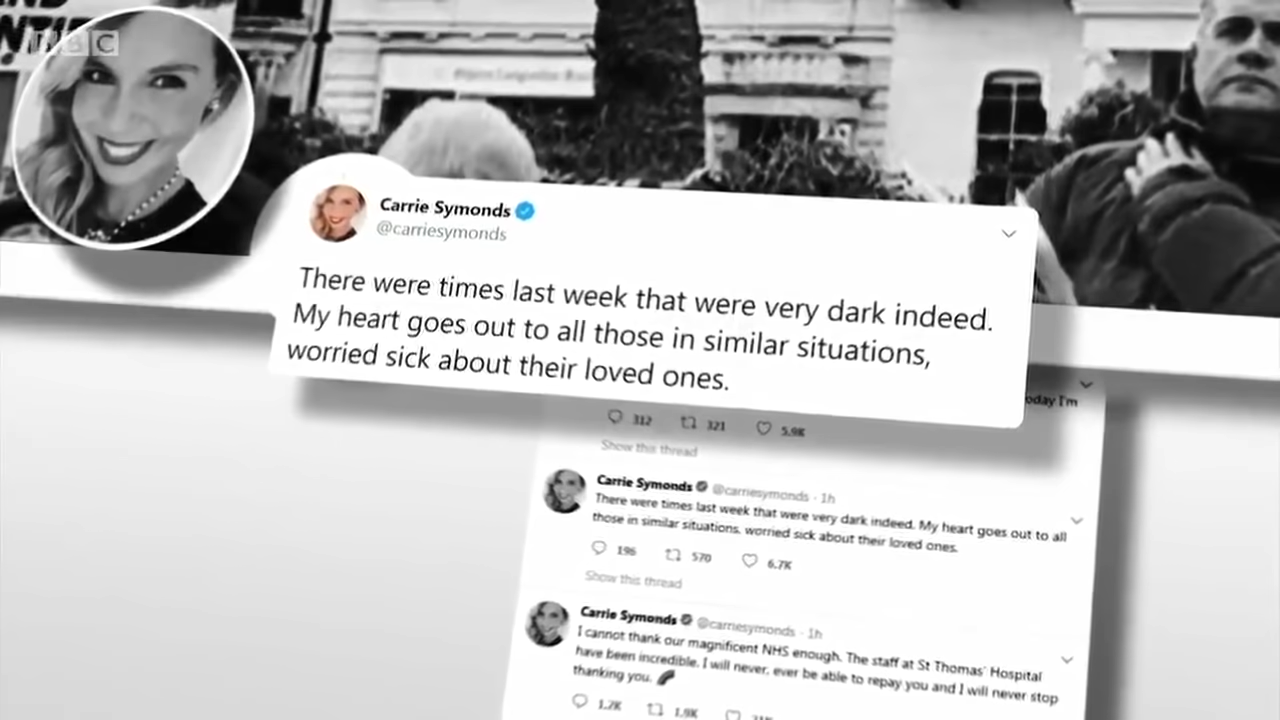 BBC
Carrie Symonds
@carriesymonds
There were times last week that were very dark indeed.
My heart goes out to all those in similar situations,
worried sick about their loved ones.
oday I'm
312 321 5.9K
Show this thread
Carrie Symonds @carriesymonds · 1h
There were times last week that were very dark indeed. My heart goes out to all
those in similar situations, worried sick about their loved ones.
196 570 6.7K
Show this thread
Carrie Symonds @carriesymonds · 1h
I cannot thank our magnificent NHS enough. The staff at St Thomas' Hospital
have been incredible. I will never, ever be able to repay you and I will never stop
thanking you.
1.2K 1.9K